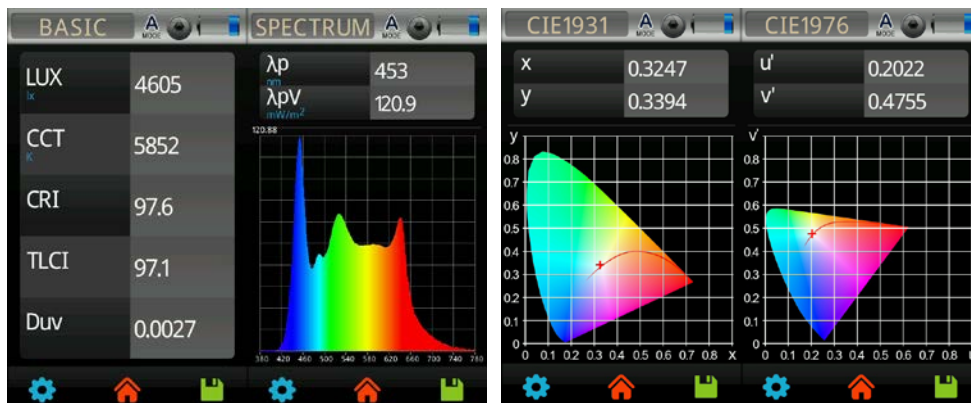 BASIC
A
MODE
LUX
lx
4605
CCT
K
5852
CRI
97.6
TLCI
97.1
Duv
0.0027
SPECTRUM
A
MODE
λp
nm
453
λpV
mW/m²
120.9
120.88
380 420 460 500 540 580 620 660 700 740 780
CIE1931
A
MODE
x
0.3247
y
0.3394
y
0.8
0.7
0.6
0.5
0.4
0.3
0.2
0.1
0
0 0.1 0.2 0.3 0.4 0.5 0.6 0.7 0.8 x
CIE1976
A
MODE
u'
0.2022
v'
0.4755
v'
0.8
0.7
0.6
0.5
0.4
0.3
0.2
0.1
0
0 0.1 0.2 0.3 0.4 0.5 0.6 0.7 0.8